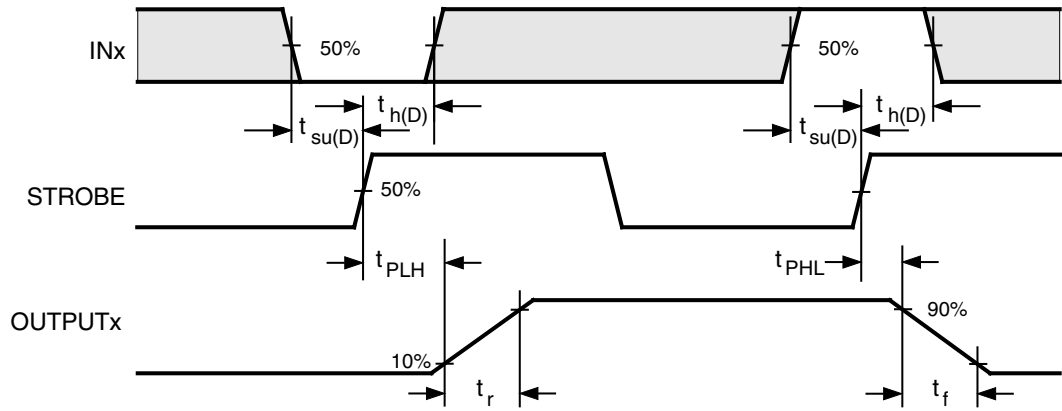 INx
50%
50%
t h(D)
t h(D)
t su(D)
t su(D)
STROBE
50%
t PLH
t PHL
OUTPUTx
90%
10%
t r
t f